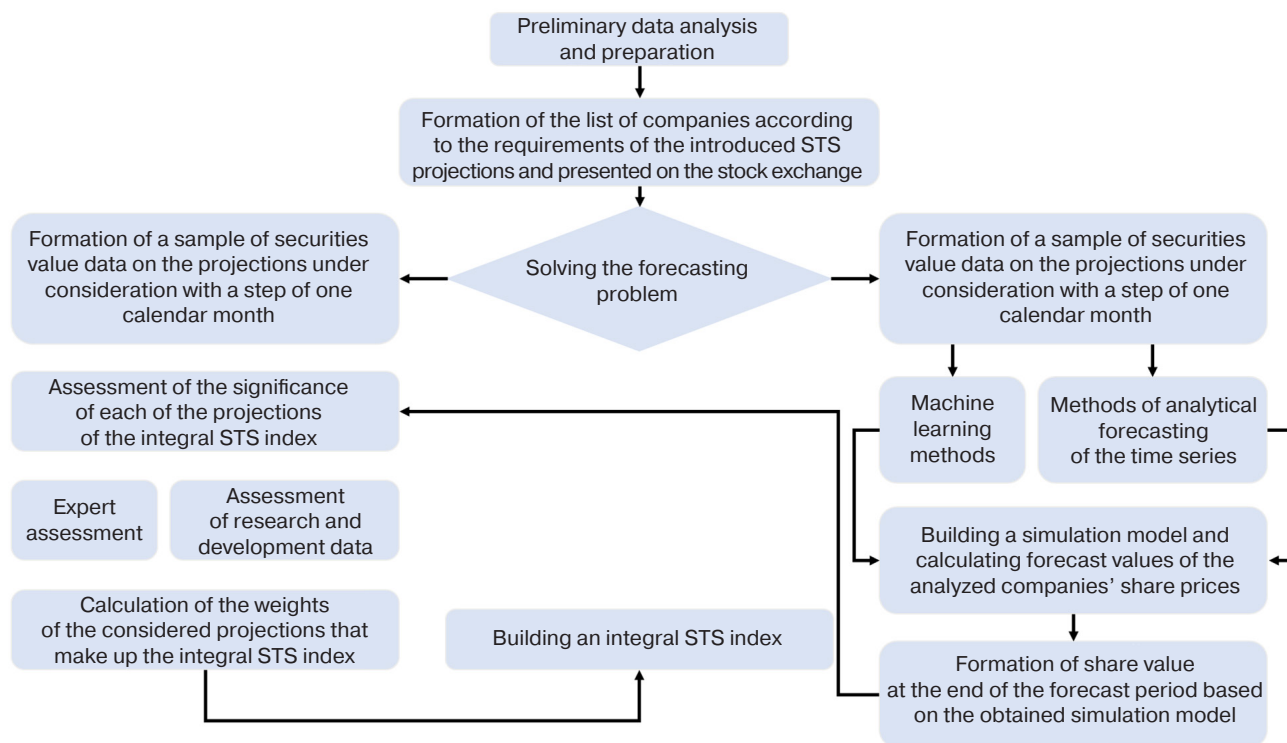 Preliminary data analysis
and preparation
Formation of the list of companies according
to the requirements of the introduced STS
projections and presented on the stock exchange
Formation of a sample of securities
value data on the projections under
consideration with a step of one
calendar month
Solving the forecasting
problem
Formation of a sample of securities
value data on the projections under
consideration with a step of one
calendar month
Assessment of the significance
of each of the projections
of the integral STS index
Machine
learning
methods
Methods of analytical
forecasting
of the time series
Expert
assessment
Assessment
of research and
development data
Building a simulation model and
calculating forecast values of the
analyzed companies’ share prices
Calculation of the weights
of the considered projections that
make up the integral STS index
Building an integral STS index
Formation of share value
at the end of the forecast period based
on the obtained simulation model